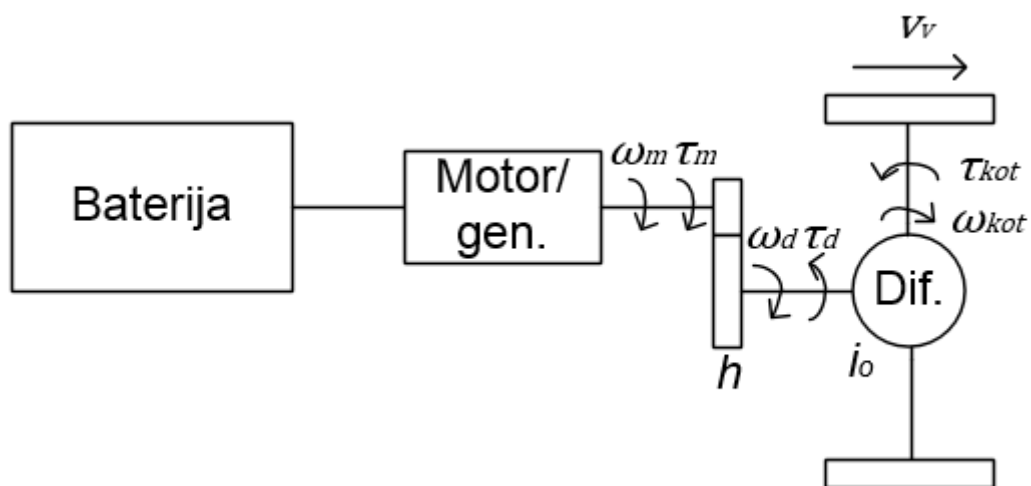 v_v
Baterija
Motor/
gen.
ω_m τ_m
τ_kot
ω_kot
ω_d τ_d
Dif.
h
i_o